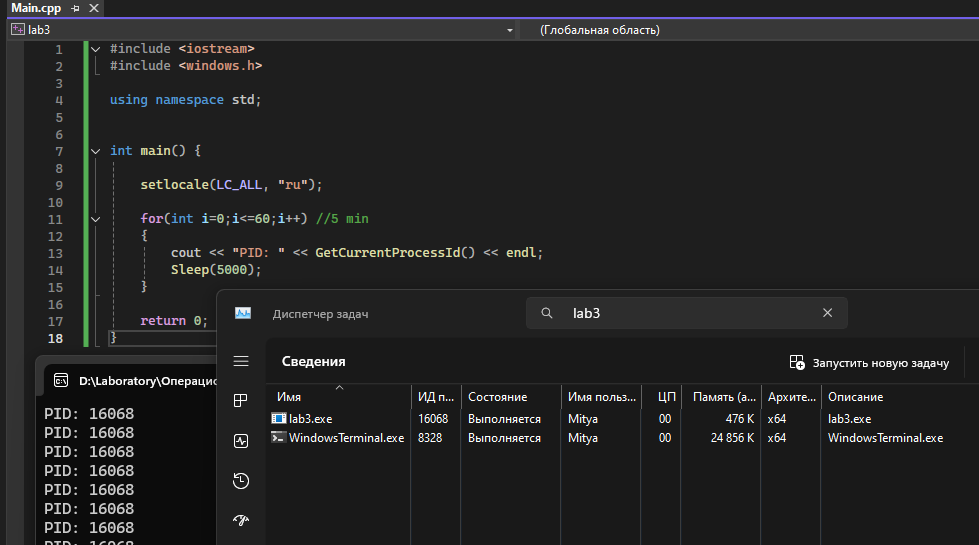 Main.cpp
lab3 (Глобальная область)
1 #include <iostream>
2 #include <windows.h>
3
4 using namespace std;
5
6
7 int main() {
8
9 setlocale(LC_ALL, "ru");
10
11 for(int i=0;i<=60;i++) //5 min
12 {
13 cout << "PID: " << GetCurrentProcessId() << endl;
14 Sleep(5000);
15 }
16
17 return 0;
18 }
Диспетчер задач lab3
Сведения Запустить новую задачу
Имя ИД п... Состояние Имя польз... ЦП Память (а... Архите... Описание
lab3.exe 16068 Выполняется Mitya 00 476 K x64 lab3.exe
WindowsTerminal.exe 8328 Выполняется Mitya 00 24 856 K x64 WindowsTerminal.exe
D:\Laboratory\Операцио
PID: 16068
PID: 16068
PID: 16068
PID: 16068
PID: 16068
PID: 16068
PID: 16068
PID: 16068